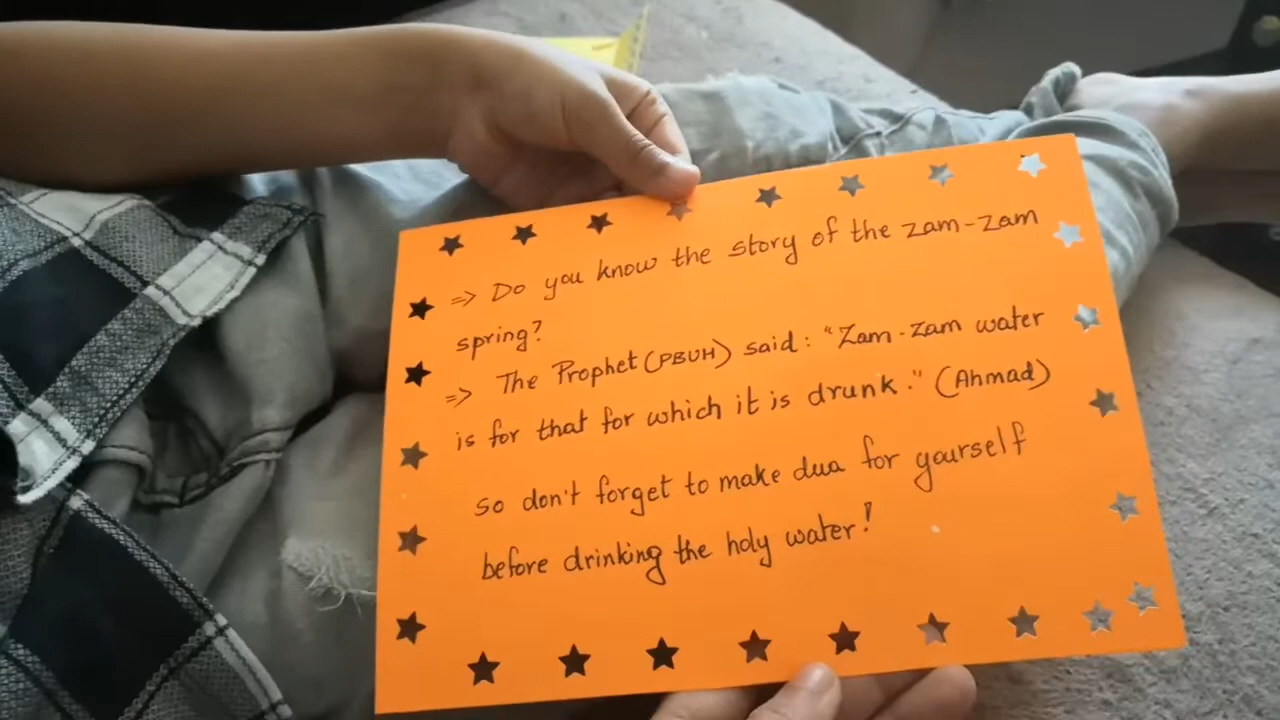 => Do you know the story of the zam-zam
spring?
=> The Prophet (PBUH) said: "Zam-zam water
is for that for which it is drunk." (Ahmad)
so don't forget to make dua for yourself
before drinking the holy water!